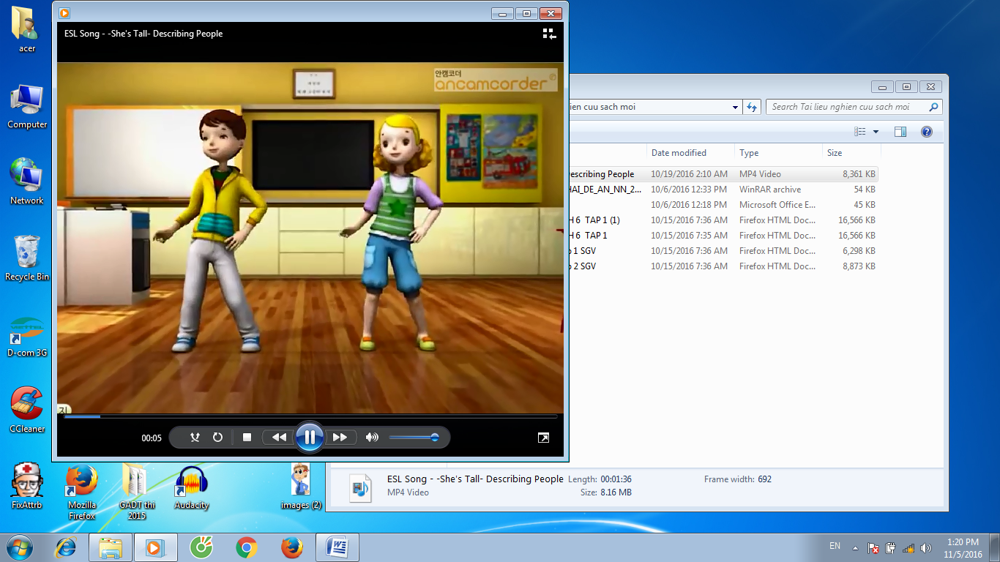 acer
Computer
Network
Recycle Bin
VIETTEL
D-com 3G
CCleaner
FixAttrb
Mozilla Firefox
GADT thi 2015
Audacity
images (2)
ESL Song - -She's Tall- Describing People
안캠코더
ancamcorder
지
00:05
ien cuu sach moi
Search Tai lieu nghien cuu sach moi
Date modified Type Size
escribing People 10/19/2016 2:10 AM MP4 Video 8,361 KB
HAI_DE_AN_NN_2... 10/6/2016 12:33 PM WinRAR archive 54 KB
10/6/2016 12:18 PM Microsoft Office E... 45 KB
H 6 TAP 1 (1) 10/15/2016 7:36 AM Firefox HTML Doc... 16,566 KB
H 6 TAP 1 10/15/2016 7:35 AM Firefox HTML Doc... 16,566 KB
p 1 SGV 10/15/2016 7:36 AM Firefox HTML Doc... 6,298 KB
p 2 SGV 10/15/2016 7:36 AM Firefox HTML Doc... 8,873 KB
ESL Song - -She's Tall- Describing People Length: 00:01:36 Frame width: 692
MP4 Video Size: 8.16 MB
EN
1:20 PM
11/5/2016